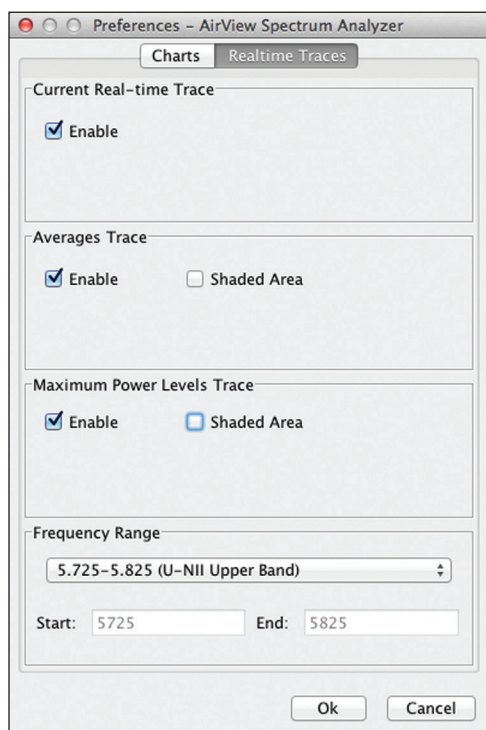 Preferences – AirView Spectrum Analyzer
Charts Realtime Traces
Current Real-time Trace
Enable
Averages Trace
Enable Shaded Area
Maximum Power Levels Trace
Enable Shaded Area
Frequency Range
5.725–5.825 (U-NII Upper Band)
Start: 5725 End: 5825
Ok Cancel